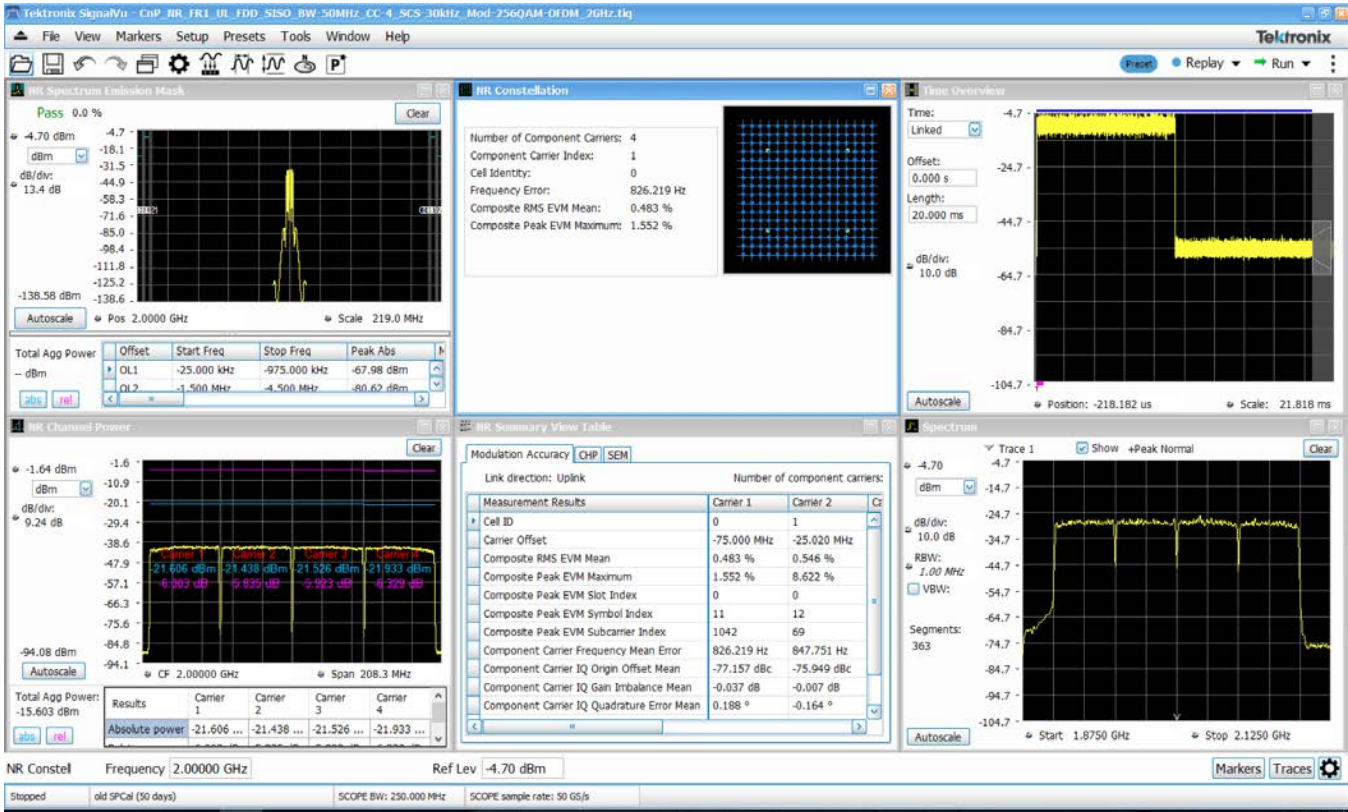 Tektronix SignalVu - CnP_NR_FR1_UL_FDD_SISO_BW-50MHz_CC-4_SCS-30kHz_Mod-256QAM-OFDM_2GHz.tiq
File View Markers Setup Presets Tools Window Help
Tektronix
Preset Replay Run
NR Spectrum Emission Mask
Pass 0.0 %
Clear
-4.70 dBm
dBm
dB/div:
13.4 dB
-138.58 dBm
-4.7
-18.1
-31.5
-44.9
-58.3
-71.6
-85.0
-98.4
-111.8
-125.2
-138.6
Autoscale
Pos 2.0000 GHz
Scale 219.0 MHz
Total Agg Power
-- dBm
abs rel
Offset Start Freq Stop Freq Peak Abs
OL1 -25.000 kHz -975.000 kHz -67.98 dBm
OL2 -1.500 MHz -4.500 MHz -80.62 dBm
NR Constellation
Number of Component Carriers: 4
Component Carrier Index: 1
Cell Identity: 0
Frequency Error: 826.219 Hz
Composite RMS EVM Mean: 0.483 %
Composite Peak EVM Maximum: 1.552 %
Time Overview
Time:
Linked
Offset:
0.000 s
Length:
20.000 ms
dB/div:
10.0 dB
-4.7
-24.7
-44.7
-64.7
-84.7
-104.7
Autoscale
Position: -218.182 us
Scale: 21.818 ms
NR Channel Power
Clear
-1.64 dBm
dBm
dB/div:
9.24 dB
-94.08 dBm
-1.6
-10.9
-20.1
-29.4
-38.6
-47.9
-57.1
-66.3
-75.6
-84.8
-94.1
Carrier 1 Carrier 2 Carrier 3 Carrier 4
-21.606 dBm -21.438 dBm -21.526 dBm -21.933 dBm
-6.003 dB -5.835 dB -5.923 dB -6.329 dB
Autoscale
CF 2.00000 GHz
Span 208.3 MHz
Total Agg Power:
-15.603 dBm
abs rel
Results Carrier 1 Carrier 2 Carrier 3 Carrier 4
Absolute power -21.606 ... -21.438 ... -21.526 ... -21.933 ...
NR Summary View Table
Modulation Accuracy CHP SEM
Link direction: Uplink Number of component carriers:
Measurement Results Carrier 1 Carrier 2
Cell ID 0 1
Carrier Offset -75.000 MHz -25.020 MHz
Composite RMS EVM Mean 0.483 % 0.546 %
Composite Peak EVM Maximum 1.552 % 8.622 %
Composite Peak EVM Slot Index 0 0
Composite Peak EVM Symbol Index 11 12
Composite Peak EVM Subcarrier Index 1042 69
Component Carrier Frequency Mean Error 826.219 Hz 847.751 Hz
Component Carrier IQ Origin Offset Mean -77.157 dBc -75.949 dBc
Component Carrier IQ Gain Imbalance Mean -0.037 dB -0.007 dB
Component Carrier IQ Quadrature Error Mean 0.188 ° -0.164 °
Spectrum
Trace 1 Show +Peak Normal Clear
-4.70
dBm
dB/div:
10.0 dB
RBW:
1.00 MHz
VBW:
Segments:
363
-4.7
-14.7
-24.7
-34.7
-44.7
-54.7
-64.7
-74.7
-84.7
-94.7
-104.7
Autoscale
Start 1.8750 GHz
Stop 2.1250 GHz
NR Constell Frequency 2.00000 GHz Ref Lev -4.70 dBm Markers Traces
Stopped old SPCal (50 days) SCOPE BW: 250.000 MHz SCOPE sample rate: 50 GS/s